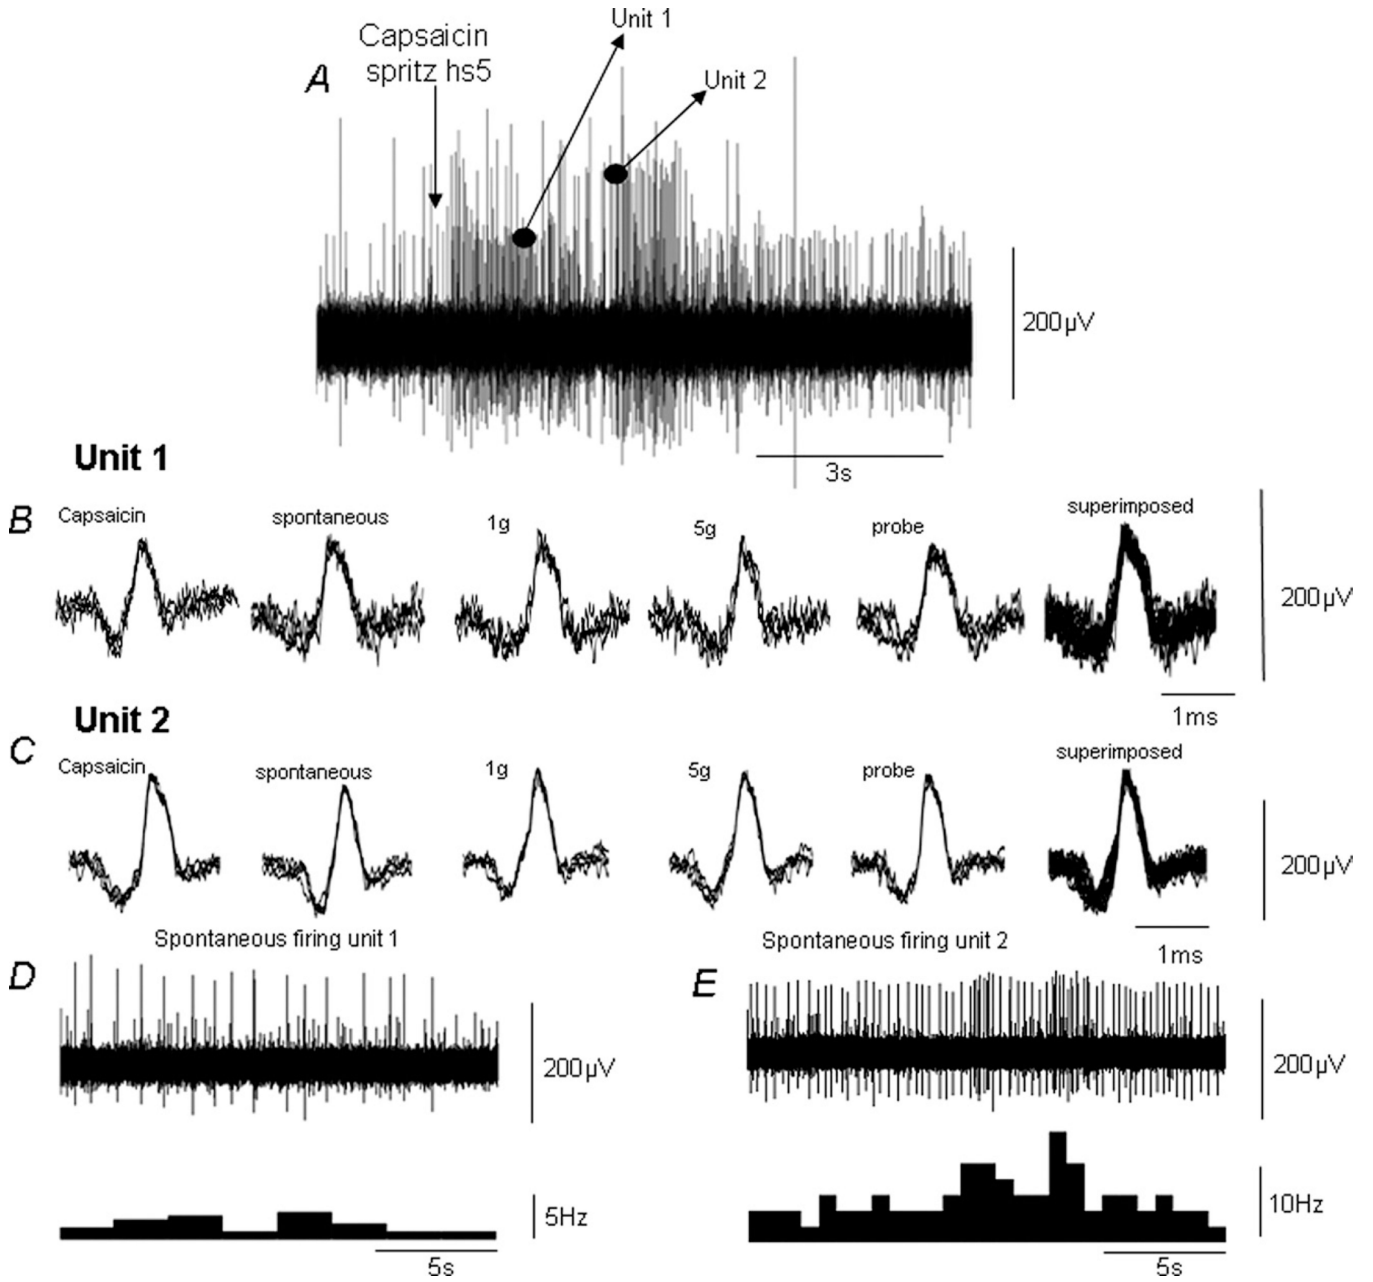 Unit 1
Capsaicin
spritz hs5
A
Unit 2
200µV
3s
Unit 1
B
Capsaicin
spontaneous
1g
5g
probe
superimposed
200µV
1ms
Unit 2
C
Capsaicin
spontaneous
1g
5g
probe
superimposed
200µV
1ms
Spontaneous firing unit 1
Spontaneous firing unit 2
D
E
200µV
200µV
5Hz
10Hz
5s
5s